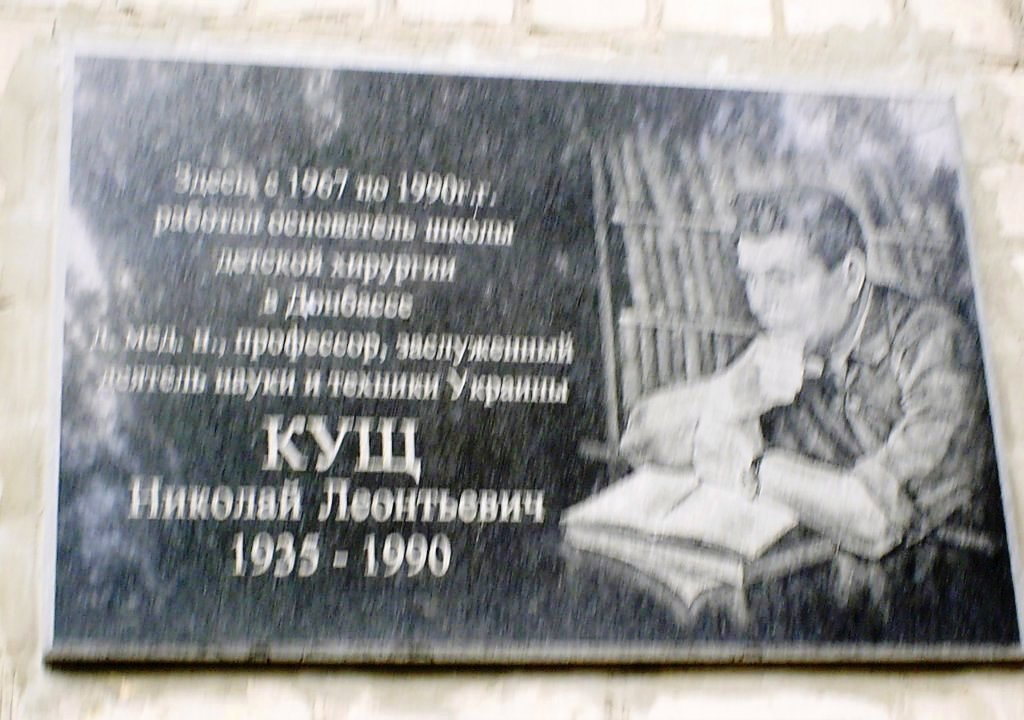 Здесь с 1967 по 1990г.г.
работал основатель школы
детской хирургии
в Донбассе
д. мед. н., профессор, заслуженный
деятель науки и техники Украины
КУЩ
Николай Леонтьевич
1935 - 1990